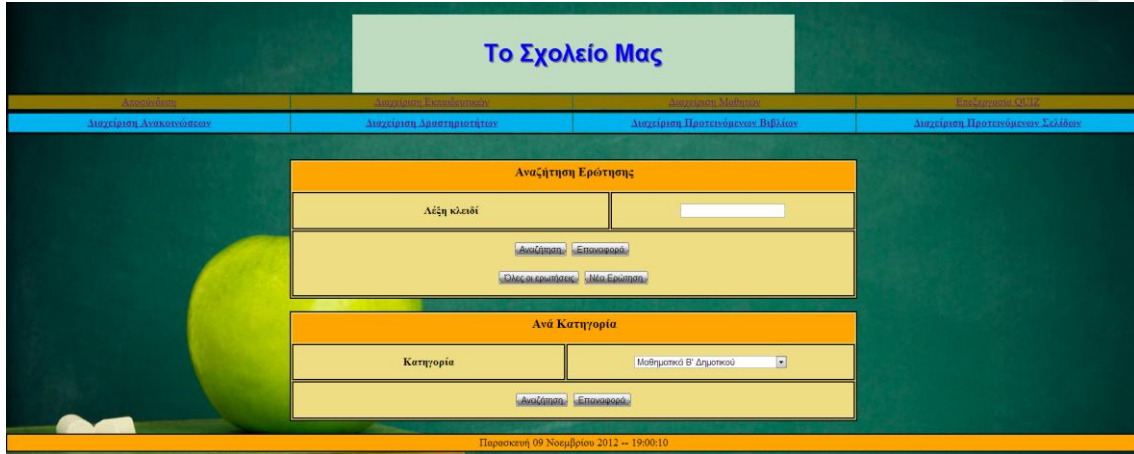 Το Σχολείο Μας
Αποσύνδεση Διαχείριση Εκπαιδευτικών Διαχείριση Μαθητών Επεξεργασία QUIZ
Διαχείριση Ανακοινώσεων Διαχείριση Δραστηριοτήτων Διαχείριση Προτεινόμενων Βιβλίων Διαχείριση Προτεινόμενων Σελίδων
Αναζήτηση Ερώτησης
Λέξη κλειδί
Αναζήτηση Επαναφορά
Όλες οι ερωτήσεις Νέα Ερώτηση
Ανά Κατηγορία
Κατηγορία Μαθηματικά Β' Δημοτικού
Αναζήτηση Επαναφορά
Παρασκευή 09 Νοεμβρίου 2012 -- 19:00:10